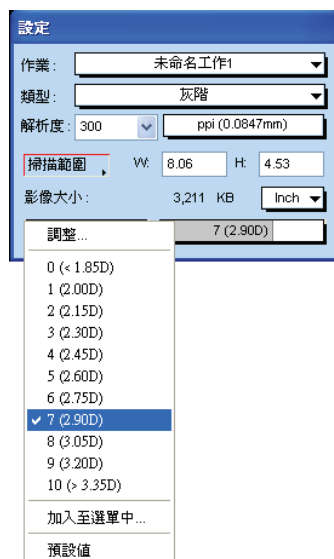 設定
作業: 未命名工作1
類型: 灰階
解析度: 300 ppi (0.0847mm)
掃描範圍 W: 8.06 H: 4.53
影像大小: 3,211 KB Inch
7 (2.90D)
調整...
0 (< 1.85D)
1 (2.00D)
2 (2.15D)
3 (2.30D)
4 (2.45D)
5 (2.60D)
6 (2.75D)
7 (2.90D)
8 (3.05D)
9 (3.20D)
10 (> 3.35D)
加入至選單中...
預設值